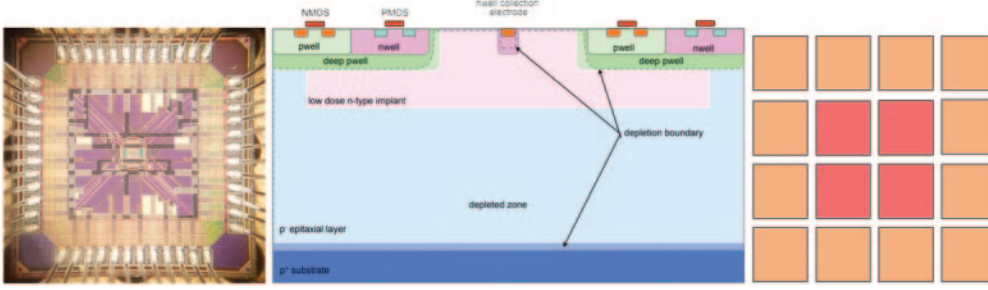 NMOS
PMOS
nwell collection
electrode
pwell
nwell
pwell
nwell
deep pwell
deep pwell
low dose n-type implant
depletion boundary
depleted zone
p⁻ epitaxial layer
p⁺ substrate